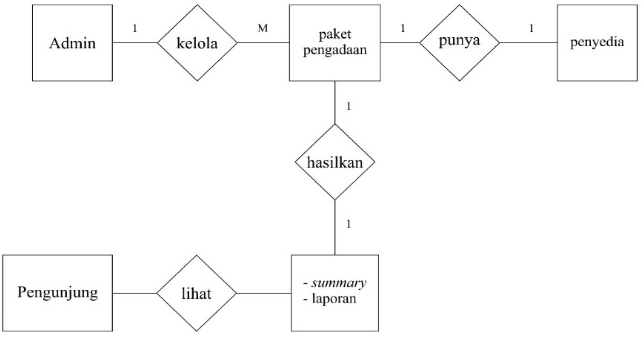 Admin
1
kelola
M
paket
pengadaan
1
punya
1
penyedia
1
hasilkan
1
Pengunjung
lihat
- summary
- laporan